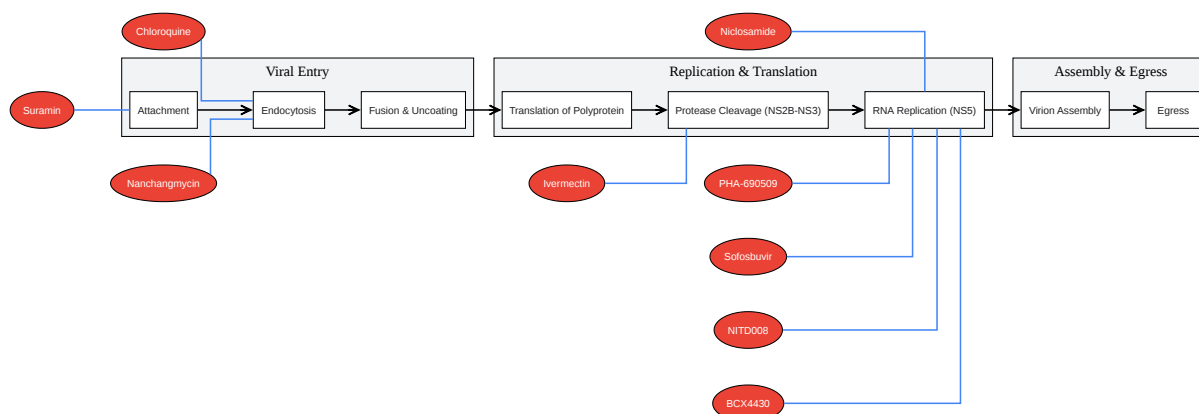 Chloroquine
Niclosamide
Viral Entry
Replication & Translation
Assembly & Egress
Suramin
Attachment
Endocytosis
Fusion & Uncoating
Translation of Polyprotein
Protease Cleavage (NS2B-NS3)
RNA Replication (NS5)
Virion Assembly
Egress
Nanchangmycin
Ivermectin
PHA-690509
Sofosbuvir
NITD008
BCX4430